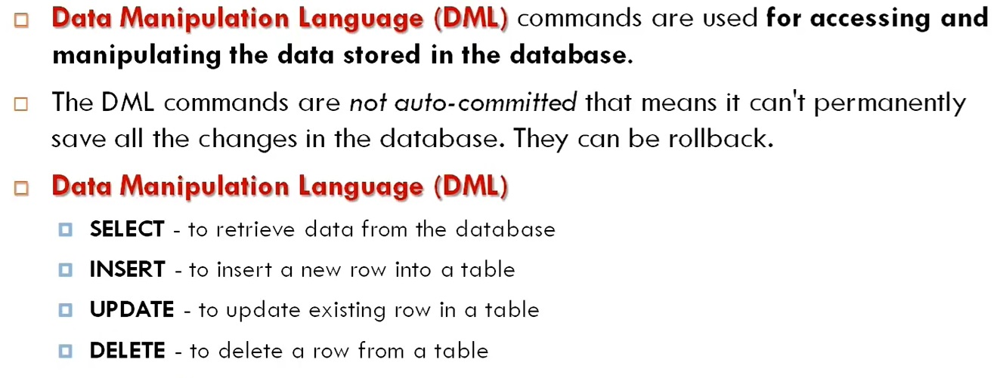 Data Manipulation Language (DML) commands are used for accessing and
manipulating the data stored in the database.
The DML commands are not auto-committed that means it can't permanently
save all the changes in the database. They can be rollback.
Data Manipulation Language (DML)
SELECT - to retrieve data from the database
INSERT - to insert a new row into a table
UPDATE - to update existing row in a table
DELETE - to delete a row from a table